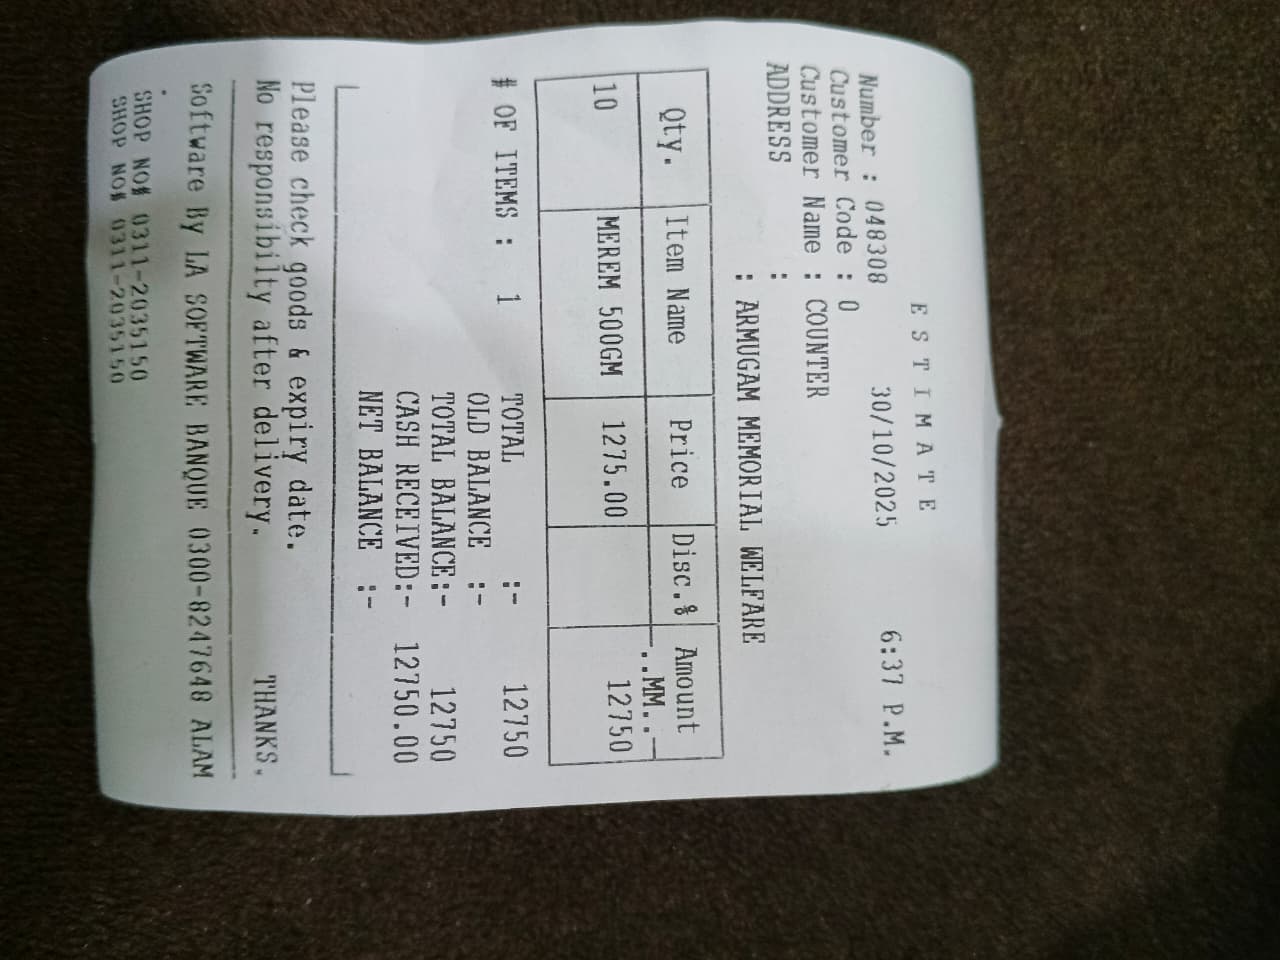 E S T I M A T E
Number : 048308 30/10/2025 6:37 P.M.
Customer Code : 0
Customer Name : COUNTER
ADDRESS :
: ARMUGAM MEMORIAL WELFARE
Qty. Item Name Price Disc.% Amount
..MM..
10 MEREM 500GM 1275.00 12750
# OF ITEMS : 1 TOTAL :- 12750
OLD BALANCE :-
TOTAL BALANCE:- 12750
CASH RECEIVED:- 12750.00
NET BALANCE :-
Please check goods & expiry date.
No responsibilty after delivery. THANKS.
Software By LA SOFTWARE BANQUE 0300-8247648 ALAM
SHOP NO# 0311-2035150
SHOP NO# 0311-2035150